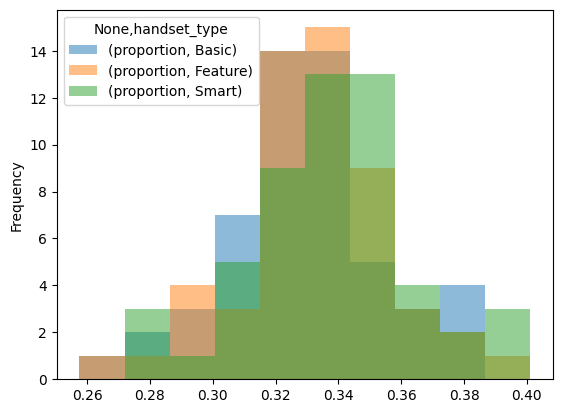 None,handset_type
(proportion, Basic)
(proportion, Feature)
(proportion, Smart)
Frequency
14
12
10
8
6
4
2
0
0.26 0.28 0.30 0.32 0.34 0.36 0.38 0.40